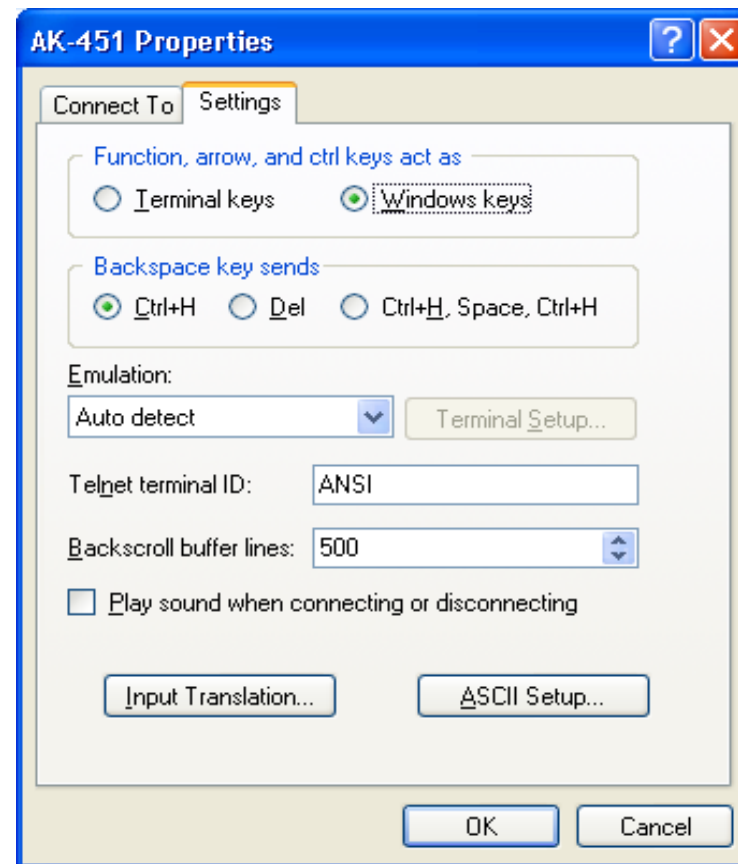 AK-451 Properties
Connect To Settings
Function, arrow, and ctrl keys act as
Terminal keys Windows keys
Backspace key sends
Ctrl+H Del Ctrl+H, Space, Ctrl+H
Emulation:
Auto detect Terminal Setup...
Telnet terminal ID: ANSI
Backscroll buffer lines: 500
Play sound when connecting or disconnecting
Input Translation... ASCII Setup...
OK Cancel